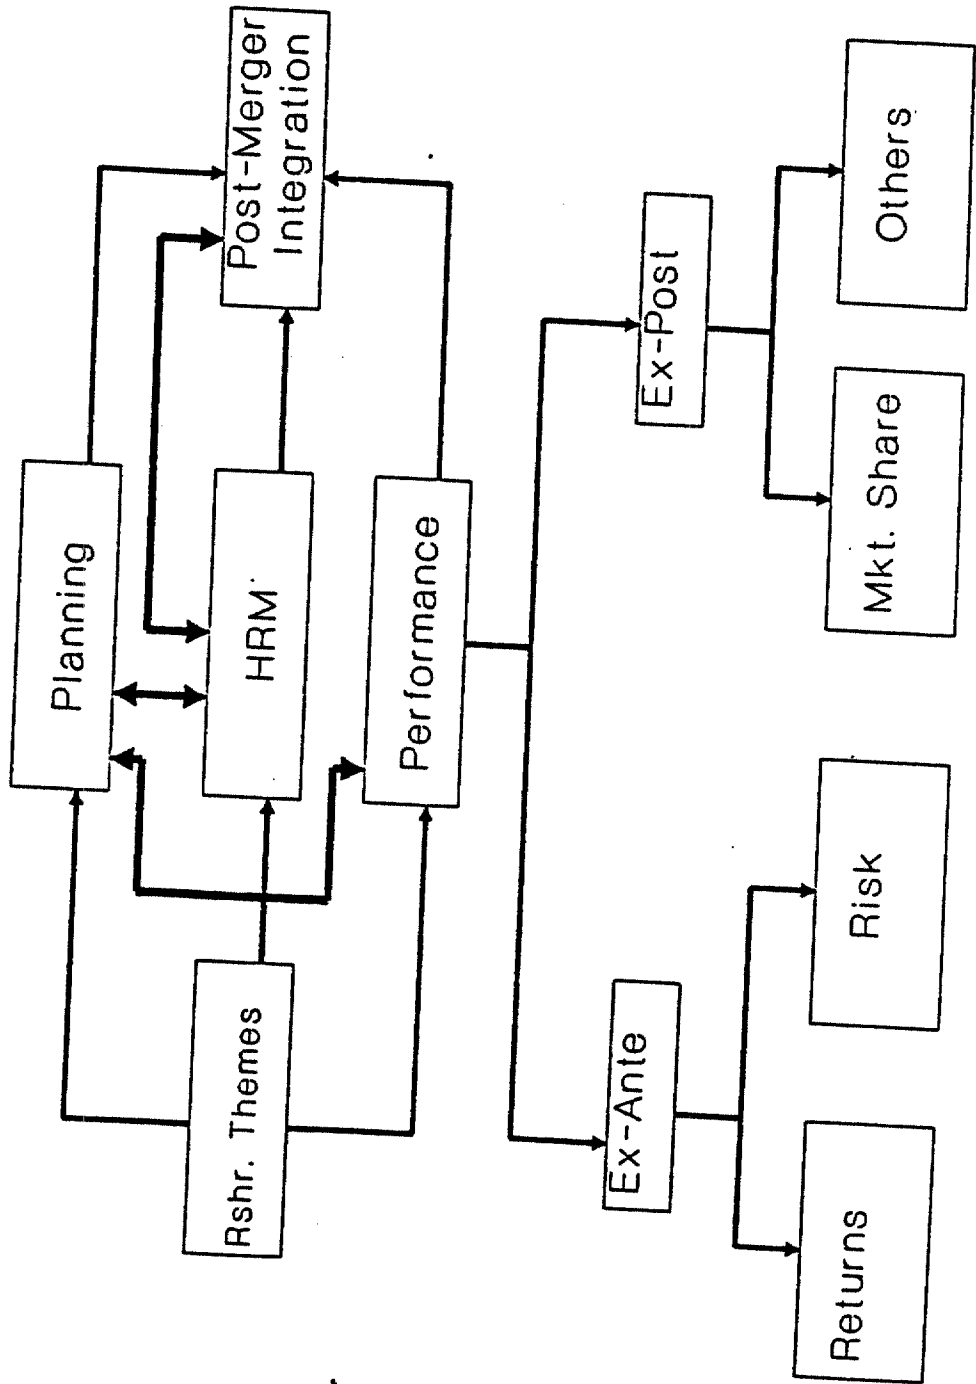 Planning
Rshr. Themes
HRM
Post-Merger
Integration
Performance
Ex-Ante
Ex-Post
Returns
Risk
Mkt. Share
Others